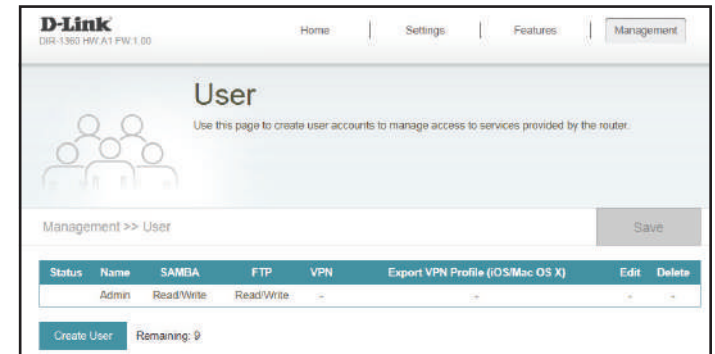 D-Link
DIR-1360 HW:A1 FW:1.00
Home | Settings | Features | Management
User
Use this page to create user accounts to manage access to services provided by the router.
Management >> User
Save
Status Name SAMBA FTP VPN Export VPN Profile (iOS/Mac OS X) Edit Delete
Admin Read/Write Read/Write - - - -
Create User Remaining: 9